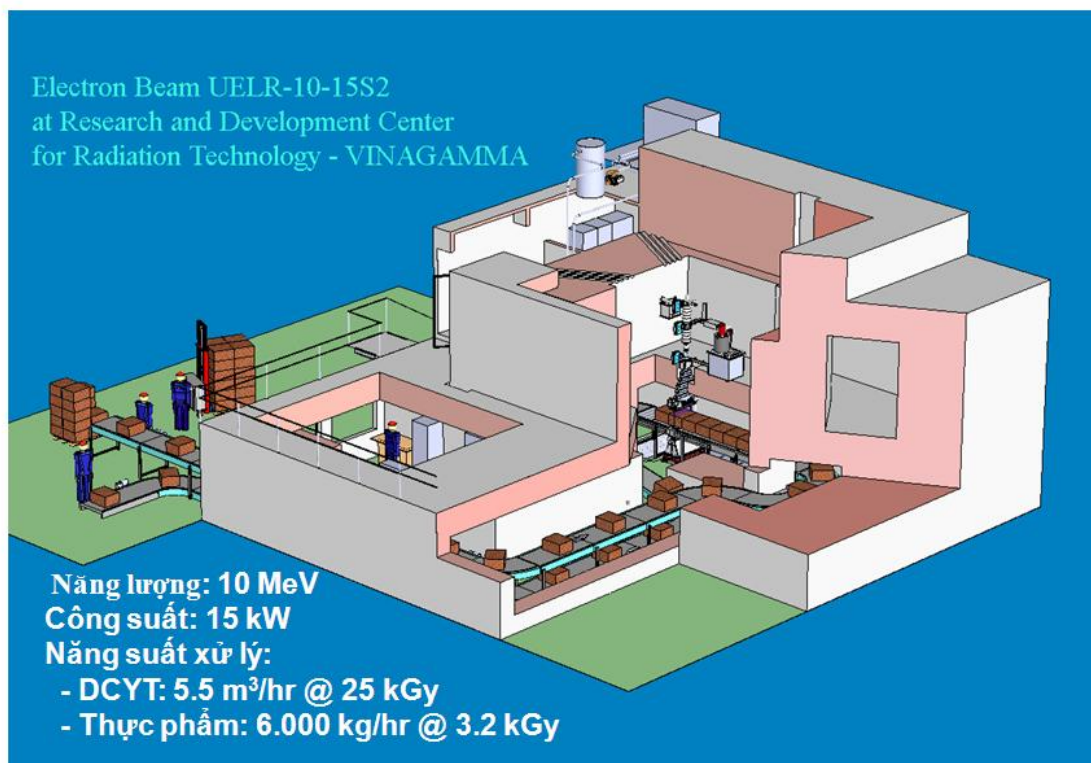 Electron Beam UELR-10-15S2
at Research and Development Center
for Radiation Technology - VINAGAMMA
Năng lượng: 10 MeV
Công suất: 15 kW
Năng suất xử lý:
- DCYT: 5.5 m³/hr @ 25 kGy
- Thực phẩm: 6.000 kg/hr @ 3.2 kGy